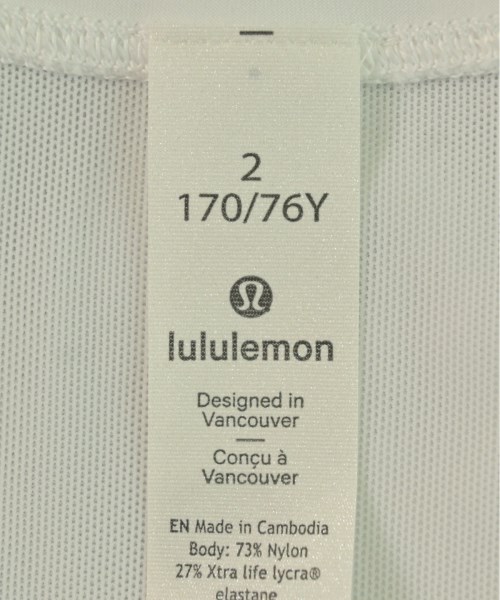 2
170/76Y
lululemon
Designed in
Vancouver
Conçu à
Vancouver
EN Made in Cambodia
Body: 73% Nylon
27% Xtra life lycra®
elastane